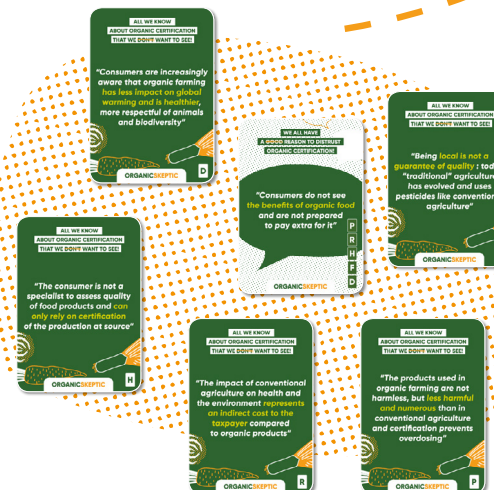 ALL WE KNOW
ABOUT ORGANIC CERTIFICATION
THAT WE DON'T WANT TO SEE!
"Consumers are increasingly
aware that organic farming
has less impact on global
warming and is healthier,
more respectful of animals
and biodiversity"
ORGANICSKEPTIC
D
WE ALL HAVE
A GOOD REASON TO DISTRUST
ORGANIC CERTIFICATION!
"Consumers do not see
the benefits of organic food
and are not prepared
to pay extra for it"
P
R
H
F
D
ORGANICSKEPTIC
ALL WE KNOW
ABOUT ORGANIC CERTIFICATION
THAT WE DON'T WANT TO SEE!
"Being local is not a
guarantee of quality : tod
"traditional" agriculture
has evolved and uses
pesticides like convention
agriculture"
ORGANICSKEPTIC
ALL WE KNOW
ABOUT ORGANIC CERTIFICATION
THAT WE DON'T WANT TO SEE!
"The consumer is not a
specialist to assess quality
of food products and can
only rely on certification
of the production at source"
ORGANICSKEPTIC
H
ALL WE KNOW
ABOUT ORGANIC CERTIFICATION
THAT WE DON'T WANT TO SEE!
"The impact of conventional
agriculture on health and
the environment represents
an indirect cost to the
taxpayer compared
to organic products"
ORGANICSKEPTIC
R
ALL WE KNOW
ABOUT ORGANIC CERTIFICATION
THAT WE DON'T WANT TO SEE!
"The products used in
organic farming are not
harmless, but less harmful
and numerous than in
conventional agriculture
and certification prevents
overdosing"
ORGANICSKEPTIC
P